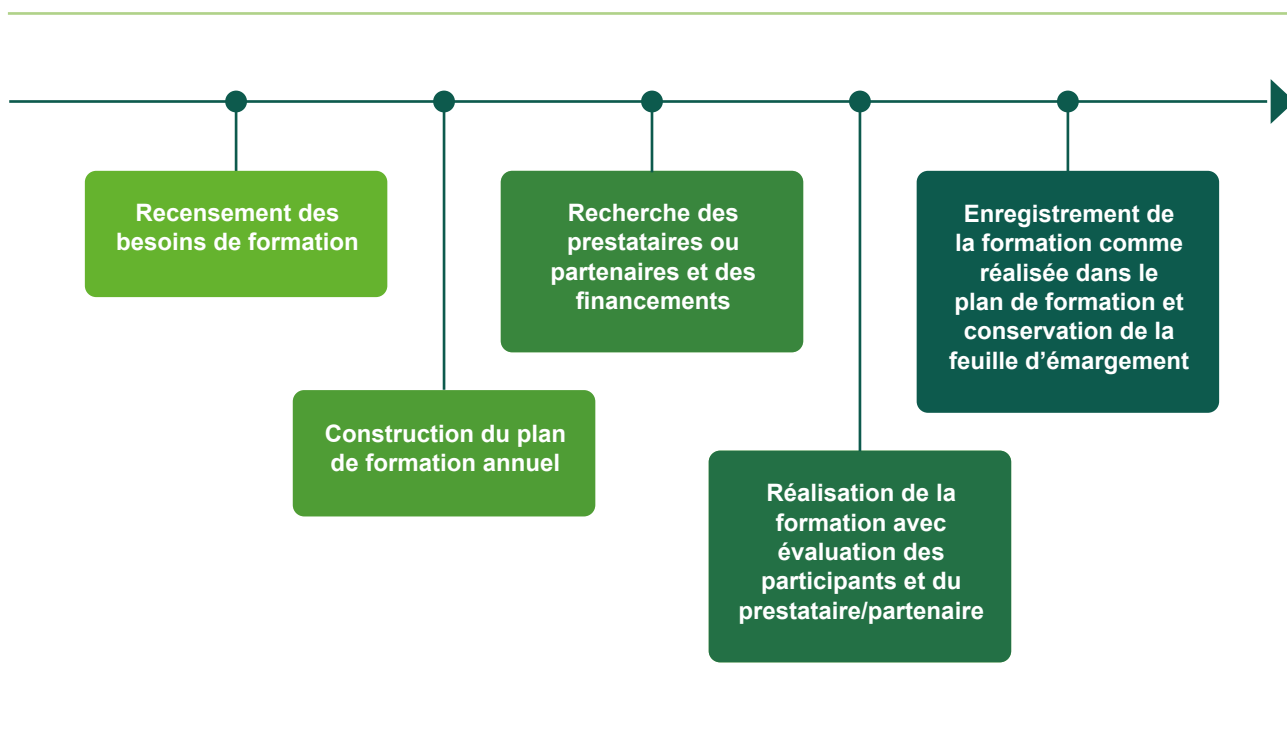 Recensement des
besoins de formation
Construction du plan
de formation annuel
Recherche des
prestataires ou
partenaires et des
financements
Réalisation de la
formation avec
évaluation des
participants et du
prestataire/partenaire
Enregistrement de
la formation comme
réalisée dans le
plan de formation et
conservation de la
feuille d’émargement